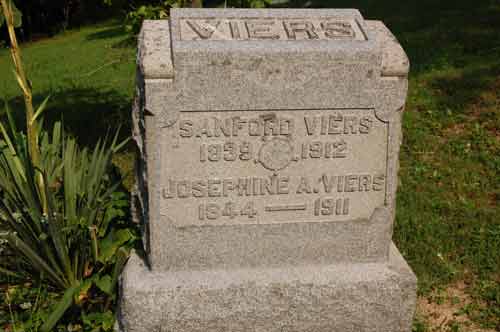 VIERS
SANFORD VIERS
1839 1912
JOSEPHINE A. VIERS
1844 — 1911